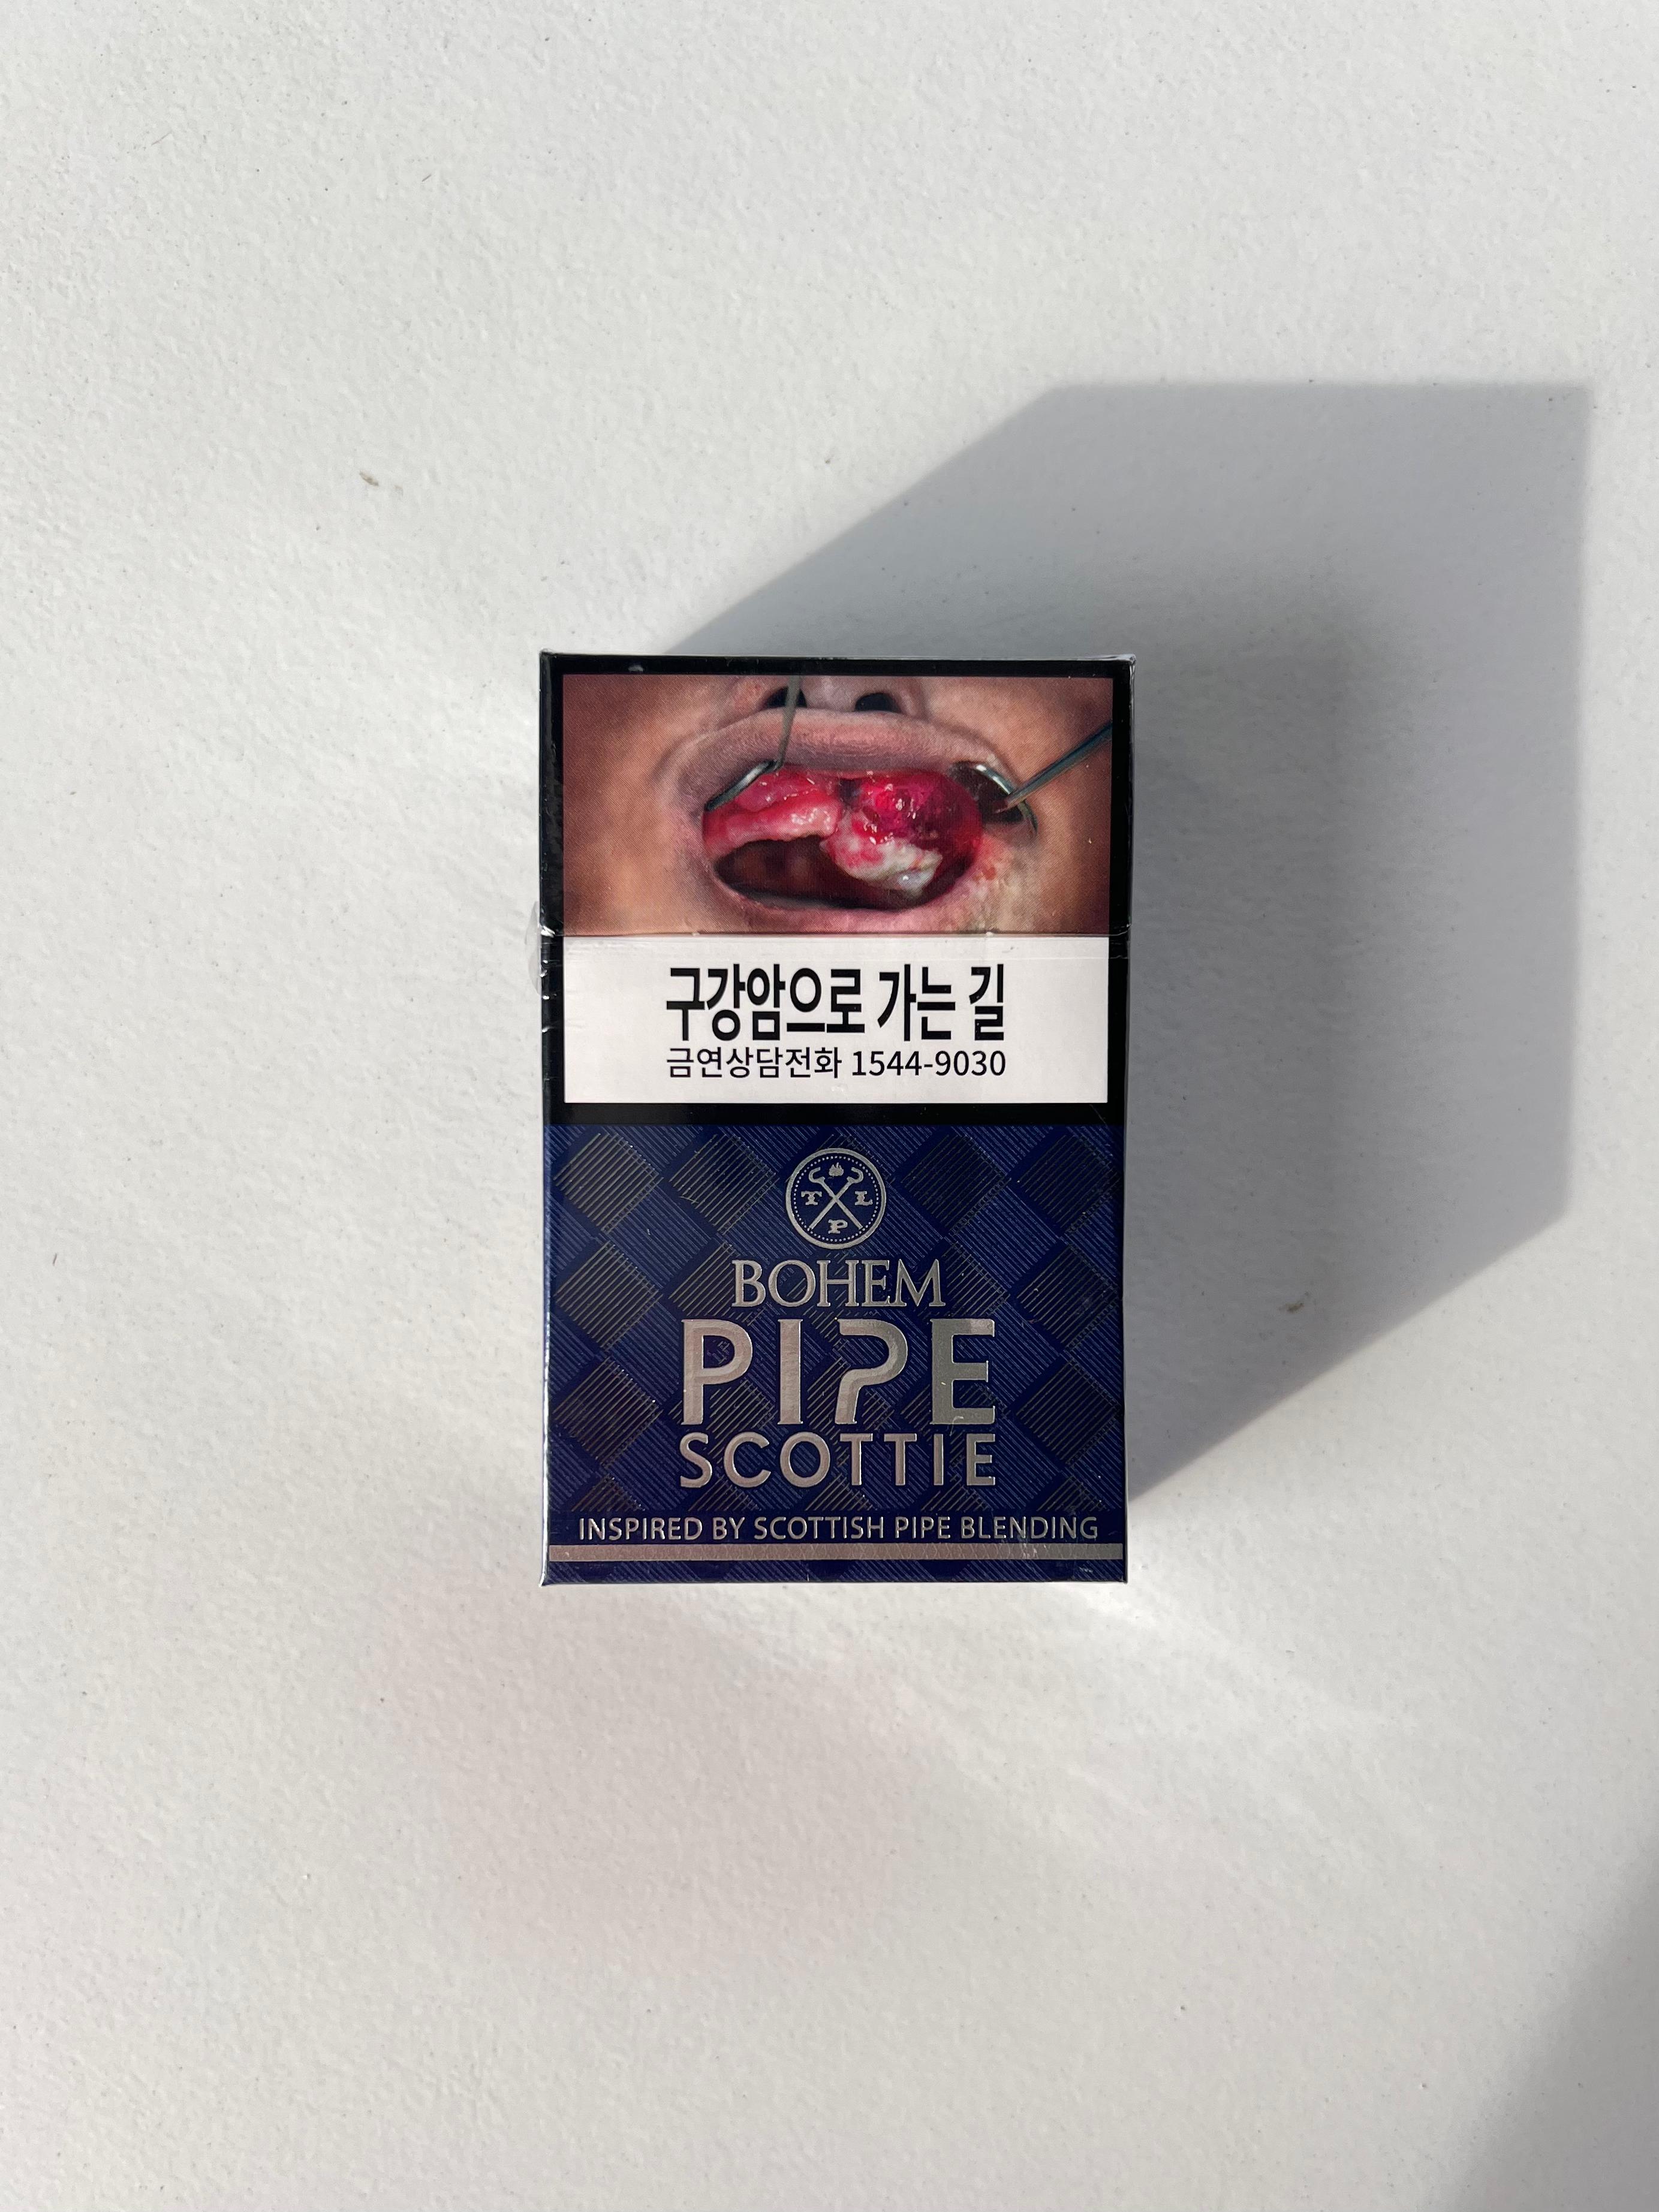 구강암으로 가는 길
금연상담전화 1544-9030
T L
P
BOHEM
PIPE
SCOTTIE
INSPIRED BY SCOTTISH PIPE BLENDING